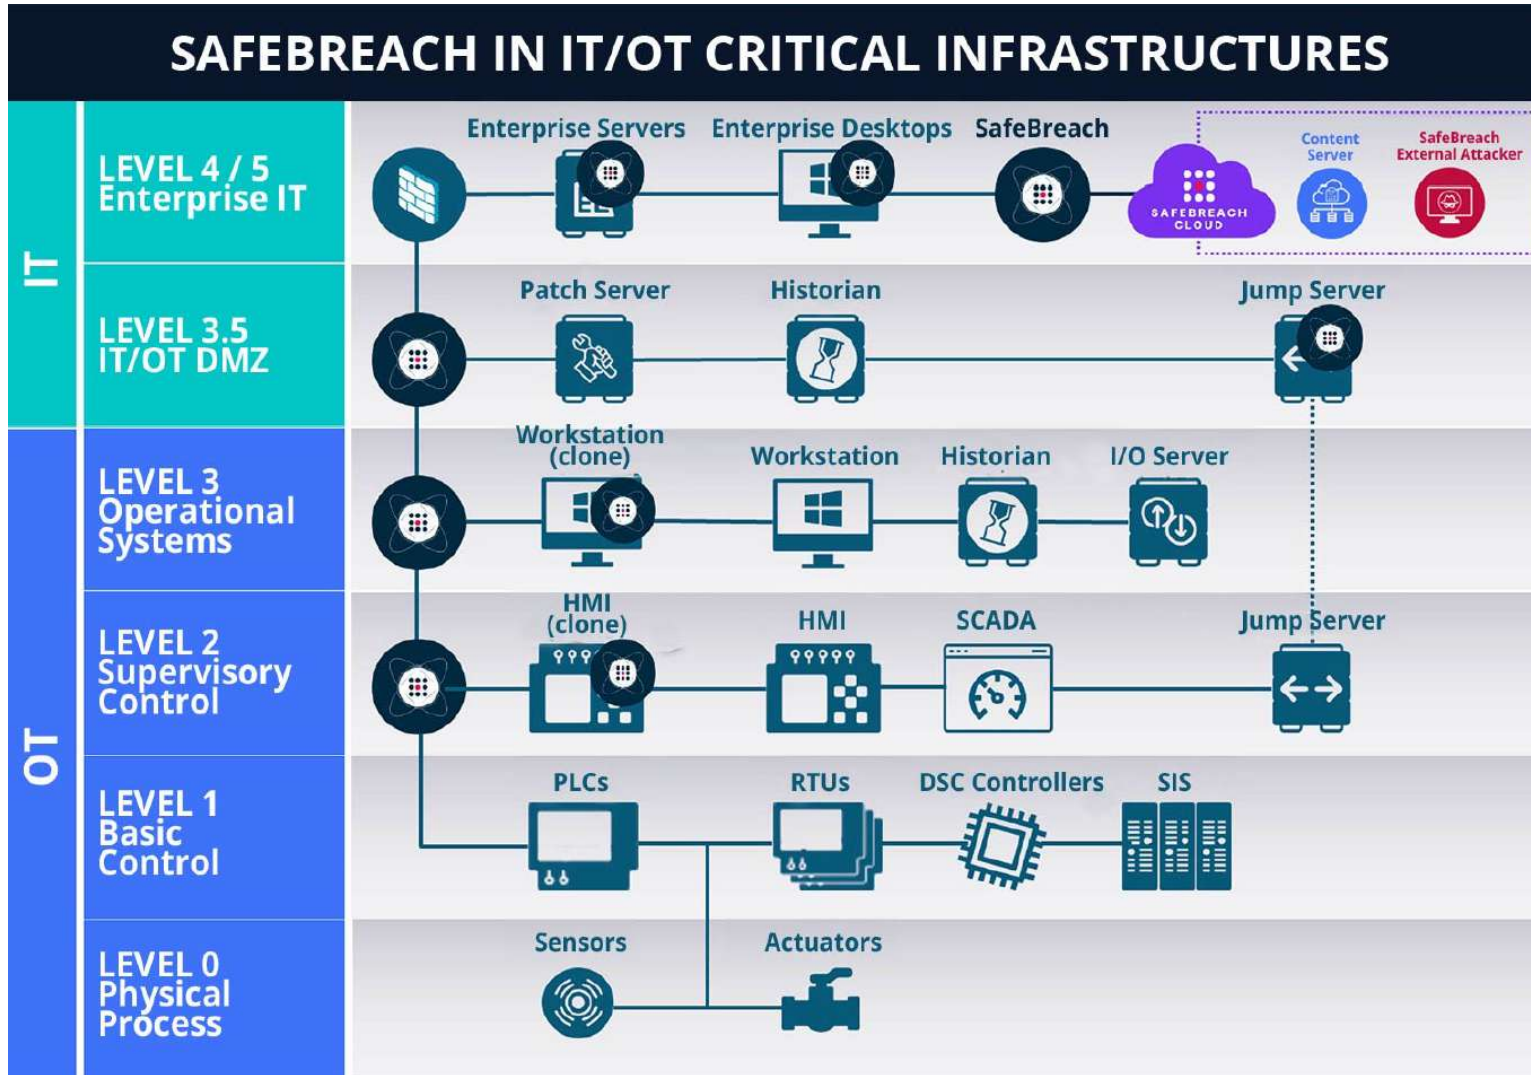 SAFEBREACH IN IT/OT CRITICAL INFRASTRUCTURES
IT
LEVEL 4 / 5
Enterprise IT
Enterprise Servers
Enterprise Desktops
SafeBreach
SAFEBREACH
CLOUD
Content
Server
SafeBreach
External Attacker
LEVEL 3.5
IT/OT DMZ
Patch Server
Historian
Jump Server
OT
LEVEL 3
Operational
Systems
Workstation
(clone)
Workstation
Historian
I/O Server
LEVEL 2
Supervisory
Control
HMI
(clone)
HMI
SCADA
Jump Server
LEVEL 1
Basic
Control
PLCs
RTUs
DSC Controllers
SIS
LEVEL 0
Physical
Process
Sensors
Actuators